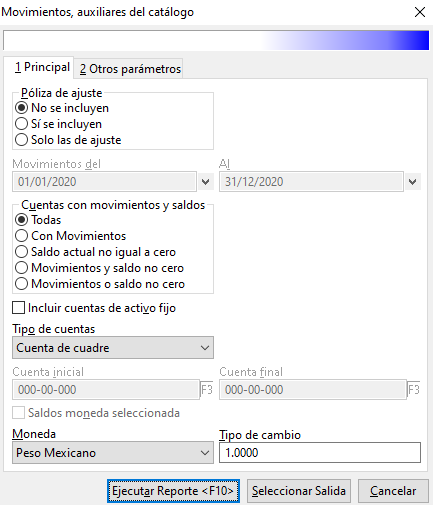 Movimientos, auxiliares del catálogo
1 Principal 2 Otros parámetros
Póliza de ajuste
No se incluyen
Sí se incluyen
Solo las de ajuste
Movimientos del Al
01/01/2020 31/12/2020
Cuentas con movimientos y saldos
Todas
Con Movimientos
Saldo actual no igual a cero
Movimientos y saldo no cero
Movimientos o saldo no cero
Incluir cuentas de activo fijo
Tipo de cuentas
Cuenta de cuadre
Cuenta inicial Cuenta final
000-00-000 F3 000-00-000 F3
Saldos moneda seleccionada
Moneda Tipo de cambio
Peso Mexicano 1.0000
Ejecutar Reporte <F10> Seleccionar Salida Cancelar